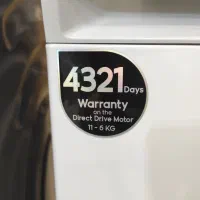 4321 Days
Warranty
on the
Direct Drive Motor
11 - 6 KG